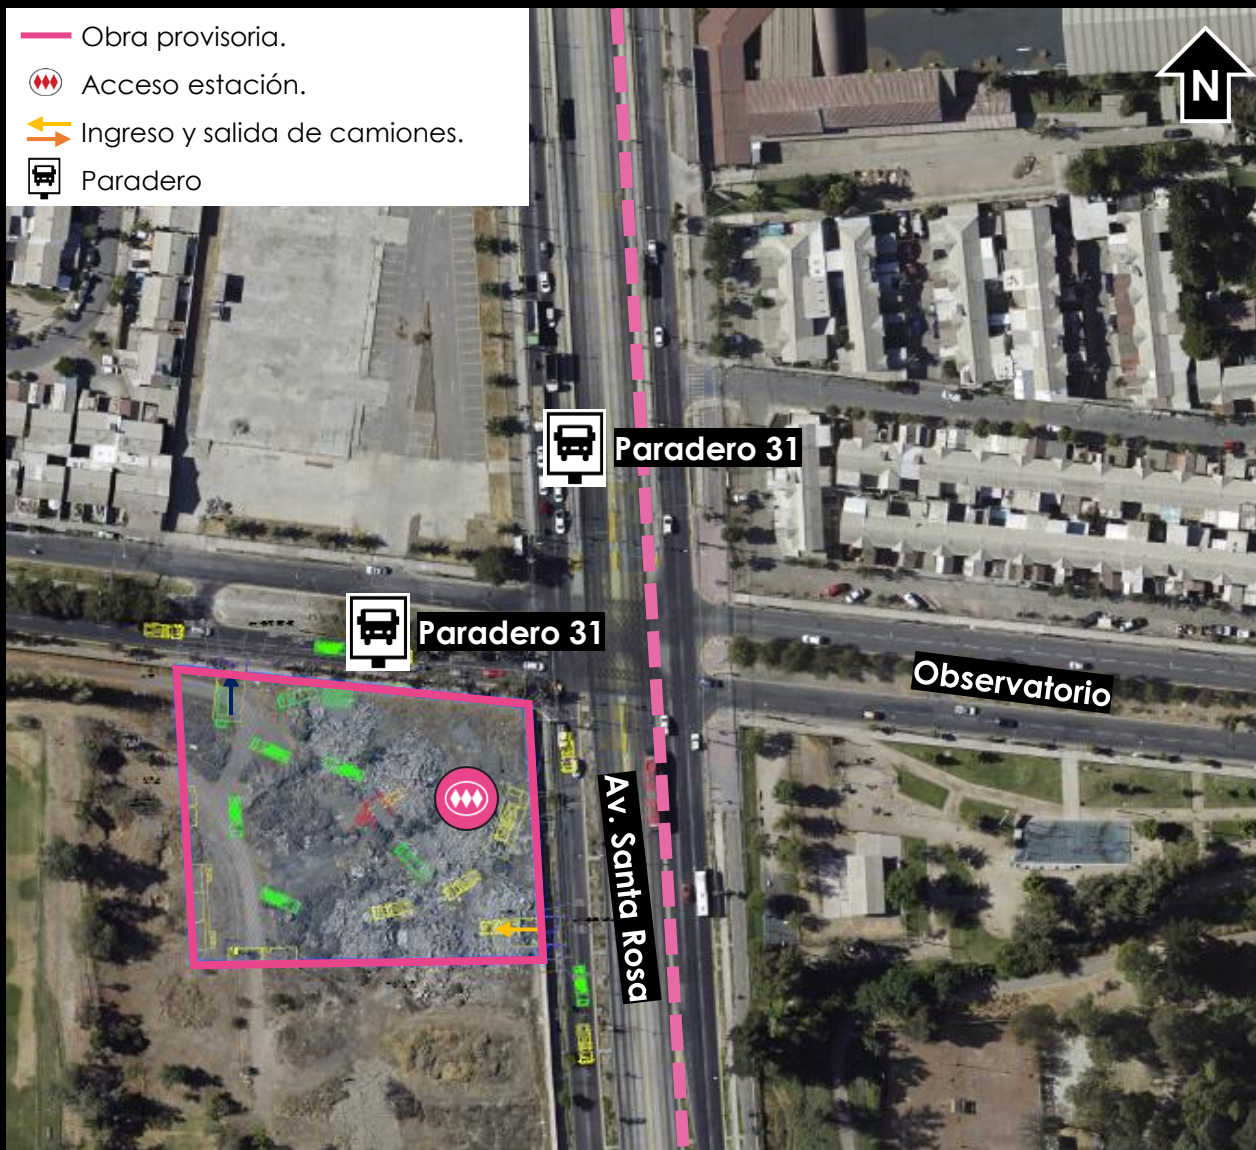 Obra provisoria.
Acceso estación.
Ingreso y salida de camiones.
Paradero
N
Paradero 31
Paradero 31
Observatorio
Av. Santa Rosa